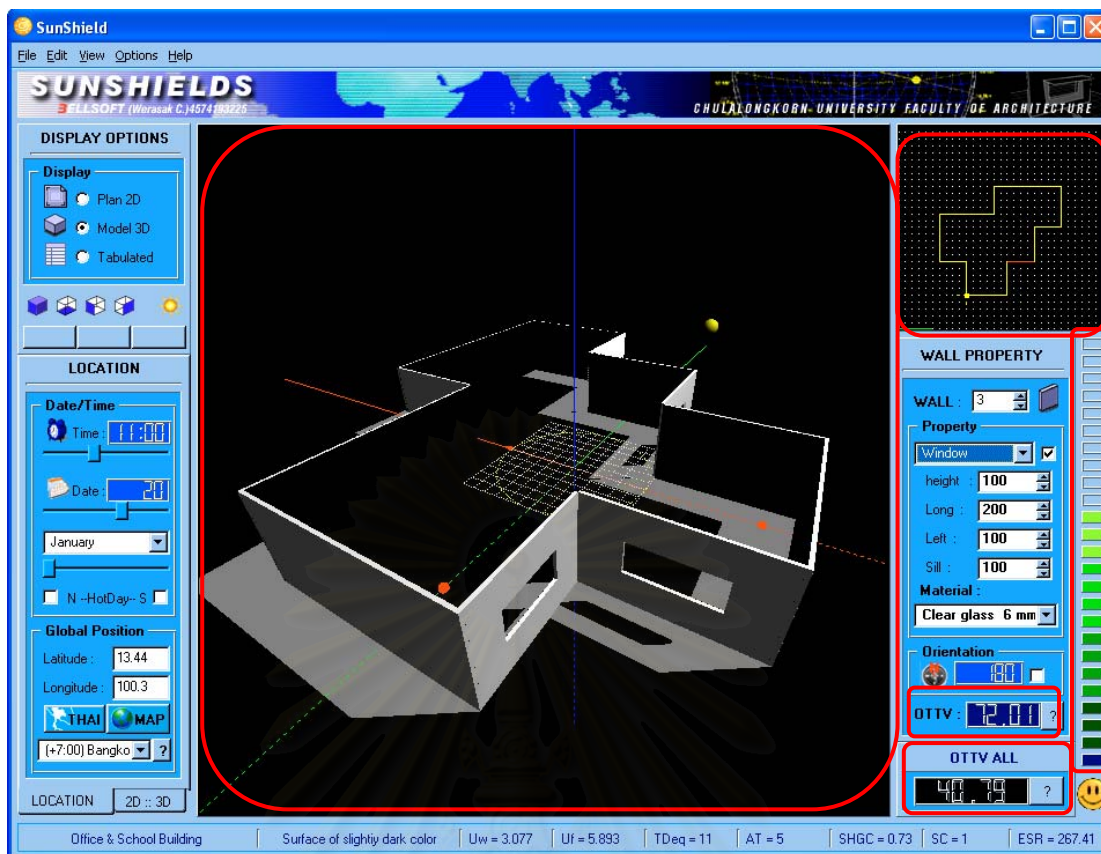 SunShield
File Edit View Options Help
SUNSHIELDS
BELLSOFT (Werasak C.)4574193225
CHULALONGKORN-UNIVERSITY FACULTY OF ARCHITECTURE
DISPLAY OPTIONS
Display
Plan 2D
Model 3D
Tabulated
LOCATION
Date/Time
Time : 11:00
Date : 20
January
N --HotDay-- S
Global Position
Latitude : 13.44
Longitude : 100.3
THAI MAP
(+7:00) Bangko ?
LOCATION 2D :: 3D
WALL PROPERTY
WALL : 3
Property
Window
height : 100
Long : 200
Left : 100
Sill : 100
Material :
Clear glass 6 mm
Orientation
180
OTTV : 72.01 ?
OTTV ALL
40.79 ?
Office & School Building Surface of slightiy dark color Uw = 3.077 Uf = 5.893 TDeq = 11 AT = 5 SHGC = 0.73 SC = 1 ESR = 267.41